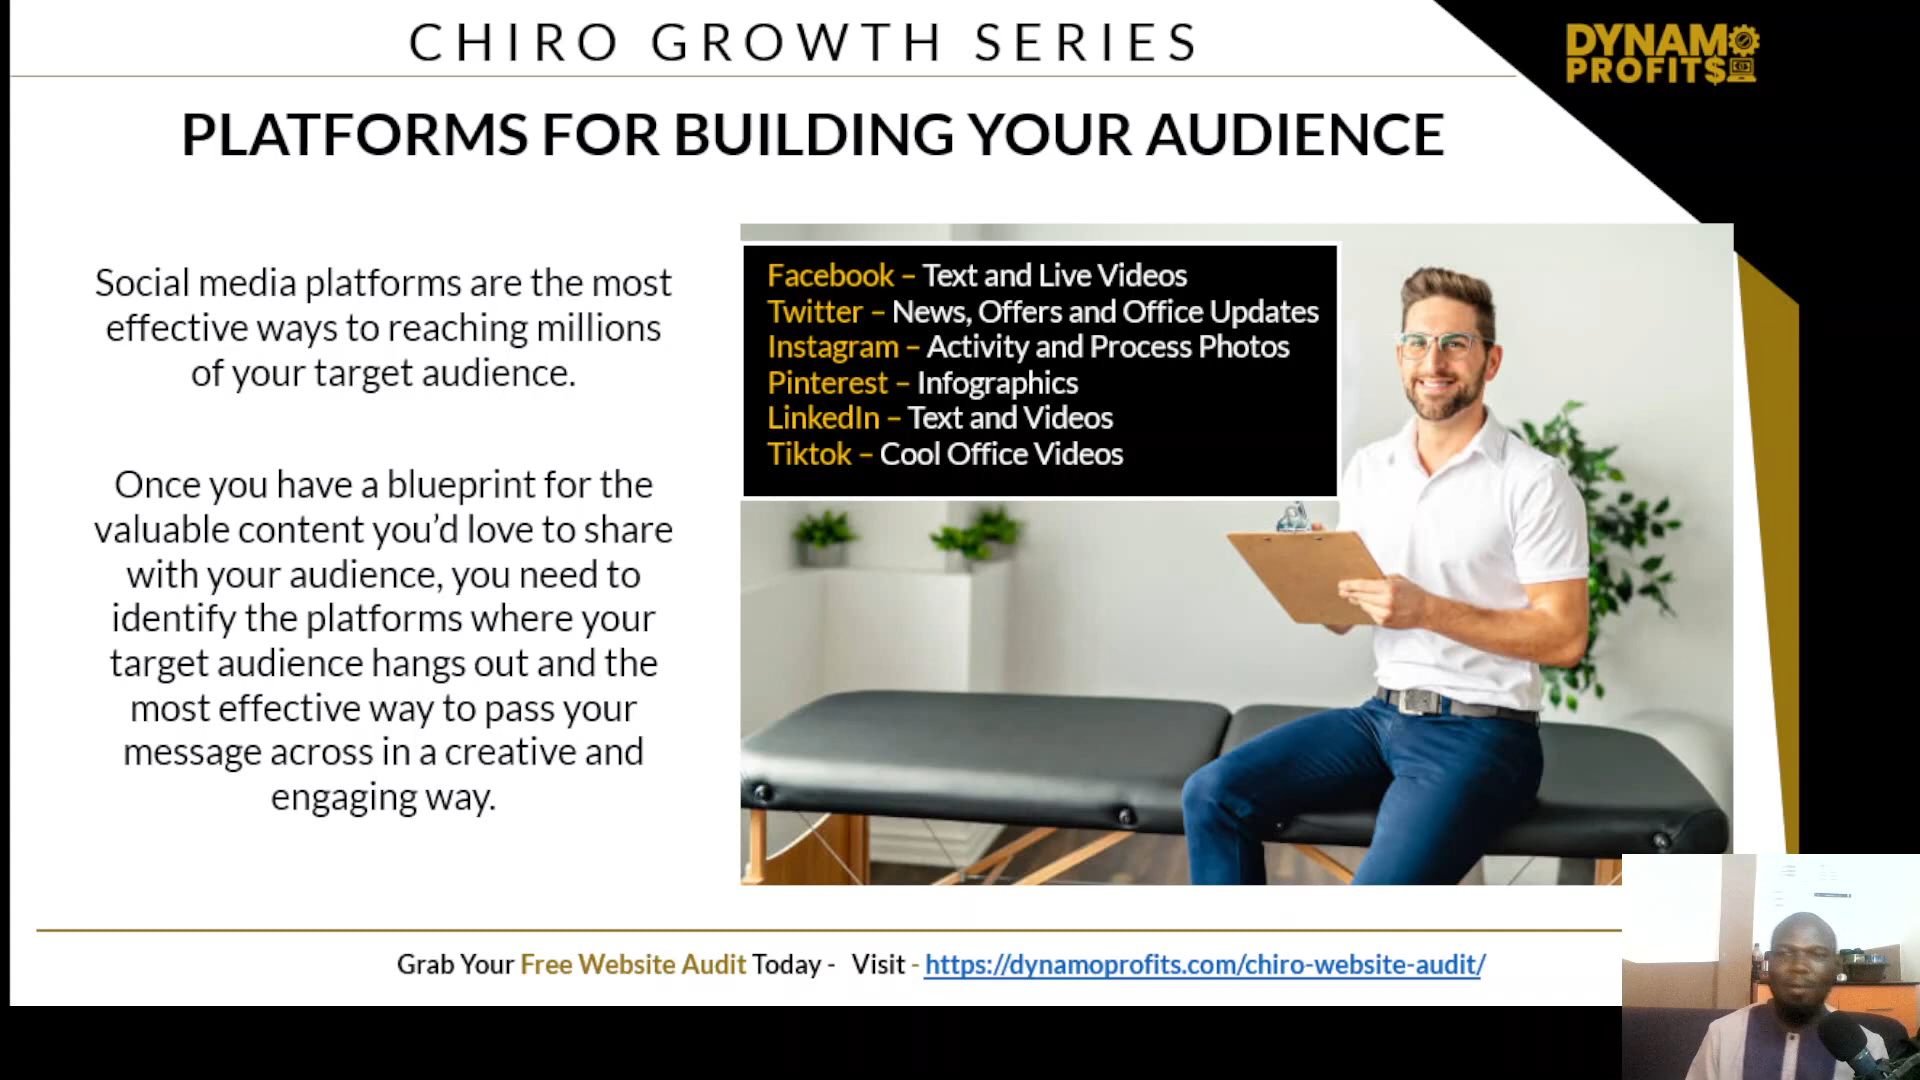 CHIRO GROWTH SERIES
DYNAMO
PROFIT$
PLATFORMS FOR BUILDING YOUR AUDIENCE
Social media platforms are the most
effective ways to reaching millions
of your target audience.
Once you have a blueprint for the
valuable content you’d love to share
with your audience, you need to
identify the platforms where your
target audience hangs out and the
most effective way to pass your
message across in a creative and
engaging way.
Facebook – Text and Live Videos
Twitter – News, Offers and Office Updates
Instagram – Activity and Process Photos
Pinterest – Infographics
LinkedIn – Text and Videos
Tiktok – Cool Office Videos
Grab Your Free Website Audit Today - Visit - https://dynamoprofits.com/chiro-website-audit/